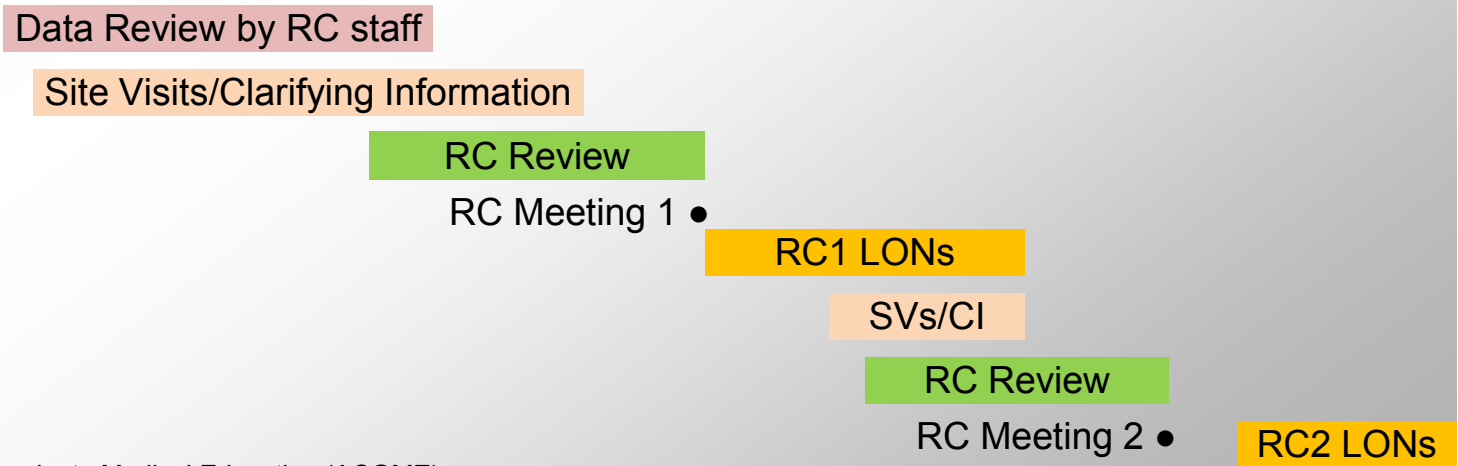 Data Review by RC staff
Site Visits/Clarifying Information
RC Review
RC Meeting 1 ●
RC1 LONs
SVs/CI
RC Review
RC Meeting 2 ●
RC2 LONs